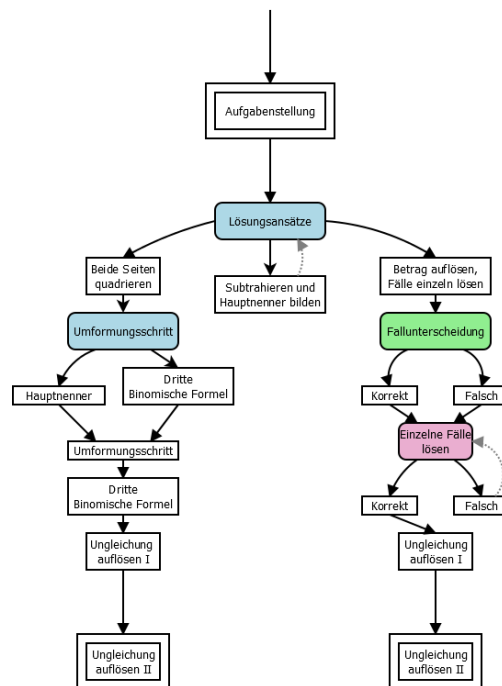 Aufgabenstellung
Lösungsansätze
Beide Seiten
quadrieren
Subtrahieren und
Hauptnenner bilden
Betrag auflösen,
Fälle einzeln lösen
Umformungsschritt
Fallunterscheidung
Hauptnenner
Dritte
Binomische Formel
Korrekt
Falsch
Umformungsschritt
Einzelne Fälle
lösen
Dritte
Binomische Formel
Korrekt
Falsch
Ungleichung
auflösen I
Ungleichung
auflösen I
Ungleichung
auflösen II
Ungleichung
auflösen II